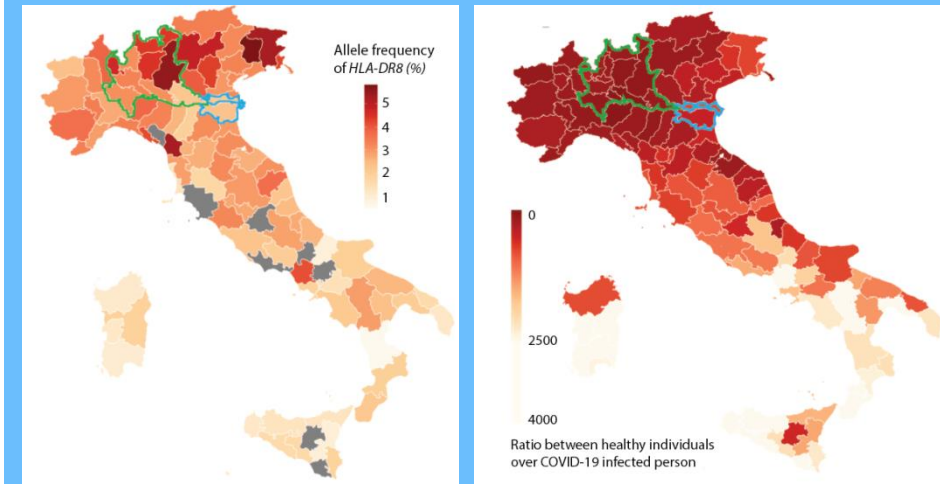 Allele frequency
of HLA-DR8 (%)
5
4
3
2
1
0
2500
4000
Ratio between healthy individuals
over COVID-19 infected person